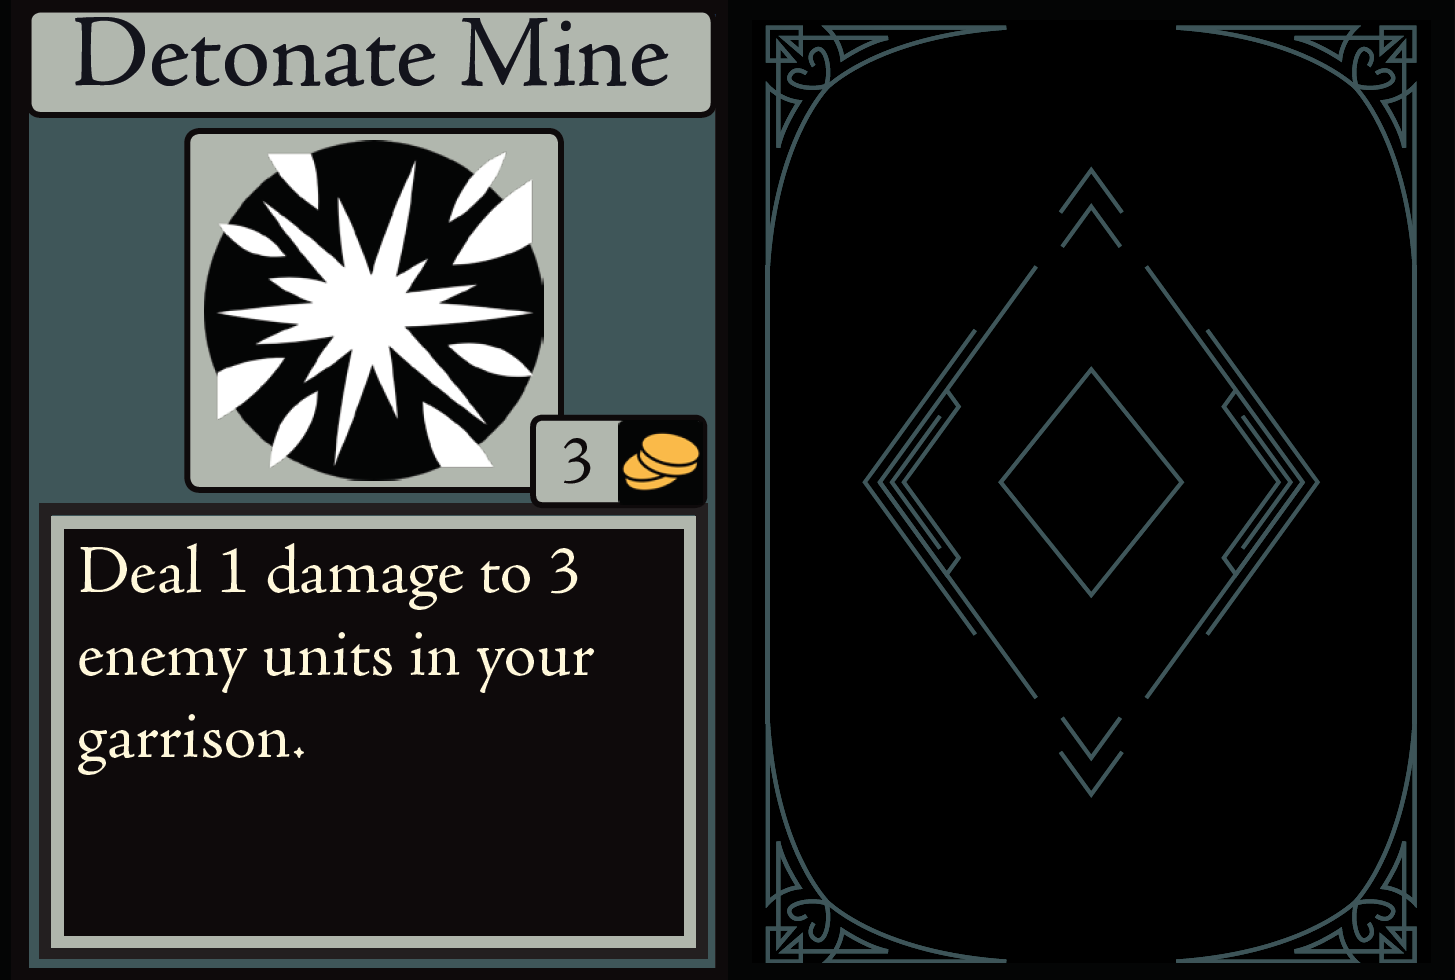 Detonate Mine
3
Deal 1 damage to 3
enemy units in your
garrison.